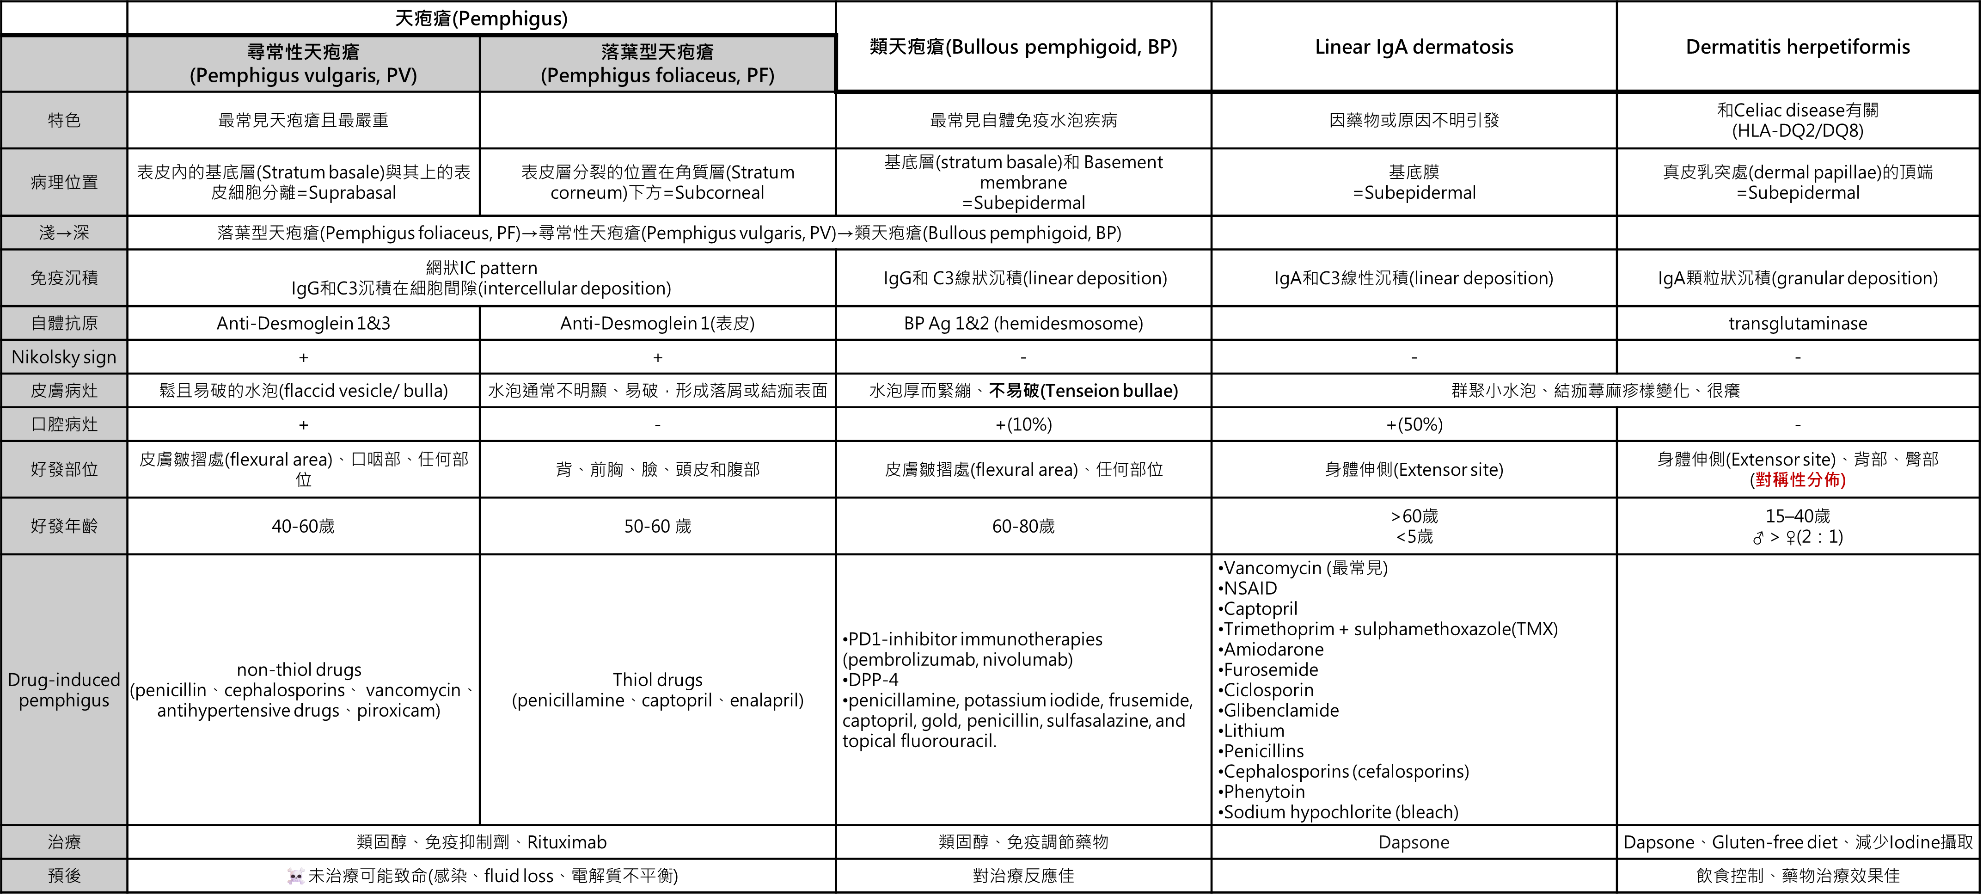 天疱瘡(Pemphigus)
尋常性天疱瘡
(Pemphigus vulgaris, PV)
落葉型天疱瘡
(Pemphigus foliaceus, PF)
類天疱瘡(Bullous pemphigoid, BP)
Linear IgA dermatosis
Dermatitis herpetiformis
特色
最常見天疱瘡且最嚴重
最常見自體免疫水泡疾病
因藥物或原因不明引發
和Celiac disease有關
(HLA-DQ2/DQ8)
病理位置
表皮內的基底層(Stratum basale)與其上的表
皮細胞分離=Suprabasal
表皮層分裂的位置在角質層(Stratum
corneum)下方=Subcorneal
基底層(stratum basale)和 Basement
membrane
=Subepidermal
基底膜
=Subepidermal
真皮乳突處(dermal papillae)的頂端
=Subepidermal
淺→深
落葉型天疱瘡(Pemphigus foliaceus, PF)→尋常性天疱瘡(Pemphigus vulgaris, PV)→類天疱瘡(Bullous pemphigoid, BP)
免疫沉積
網狀IC pattern
IgG和C3沉積在細胞間隙(intercellular deposition)
IgG和 C3線狀沉積(linear deposition)
IgA和C3線性沉積(linear deposition)
IgA顆粒狀沉積(granular deposition)
自體抗原
Anti-Desmoglein 1&3
Anti-Desmoglein 1(表皮)
BP Ag 1&2 (hemidesmosome)
transglutaminase
Nikolsky sign
+
+
-
-
-
皮膚病灶
鬆且易破的水泡(flaccid vesicle/ bulla)
水泡通常不明顯、易破，形成落屑或結痂表面
水泡厚而緊繃、不易破(Tenseion bullae)
群聚小水泡、結痂蕁麻疹樣變化、很癢
口腔病灶
+
-
+(10%)
+(50%)
-
好發部位
皮膚皺摺處(flexural area)、口咽部、任何部
位
背、前胸、臉、頭皮和腹部
皮膚皺摺處(flexural area)、任何部位
身體伸側(Extensor site)
身體伸側(Extensor site)、背部、臀部
(對稱性分佈)
好發年齡
40-60歲
50-60 歲
60-80歲
>60歲
<5歲
15–40歲
♂ > ♀(2：1)
Drug-induced
pemphigus
non-thiol drugs
(penicillin、cephalosporins、 vancomycin、
antihypertensive drugs、piroxicam)
Thiol drugs
(penicillamine、captopril、enalapril)
•PD1-inhibitor immunotherapies
(pembrolizumab, nivolumab)
•DPP-4
•penicillamine, potassium iodide, frusemide,
captopril, gold, penicillin, sulfasalazine, and
topical fluorouracil.
•Vancomycin (最常見)
•NSAID
•Captopril
•Trimethoprim + sulphamethoxazole(TMX)
•Amiodarone
•Furosemide
•Ciclosporin
•Glibenclamide
•Lithium
•Penicillins
•Cephalosporins (cefalosporins)
•Phenytoin
•Sodium hypochlorite (bleach)
治療
類固醇、免疫抑制劑、Rituximab
類固醇、免疫調節藥物
Dapsone
Dapsone、Gluten-free diet、減少Iodine攝取
預後
☠️未治療可能致命(感染、fluid loss、電解質不平衡)
對治療反應佳
飲食控制、藥物治療效果佳